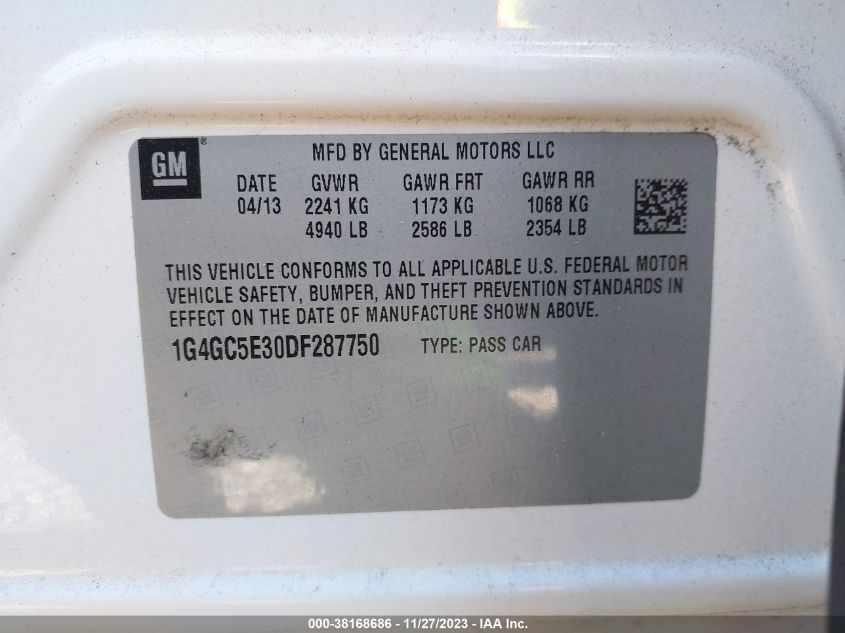 GM ®
MFD BY GENERAL MOTORS LLC
DATE GVWR GAWR FRT GAWR RR
04/13 2241 KG 1173 KG 1068 KG
4940 LB 2586 LB 2354 LB
THIS VEHICLE CONFORMS TO ALL APPLICABLE U.S. FEDERAL MOTOR
VEHICLE SAFETY, BUMPER, AND THEFT PREVENTION STANDARDS IN
EFFECT ON THE DATE OF MANUFACTURE SHOWN ABOVE.
1G4GC5E30DF287750 TYPE: PASS CAR
000-38168686 - 11/27/2023 - IAA Inc.